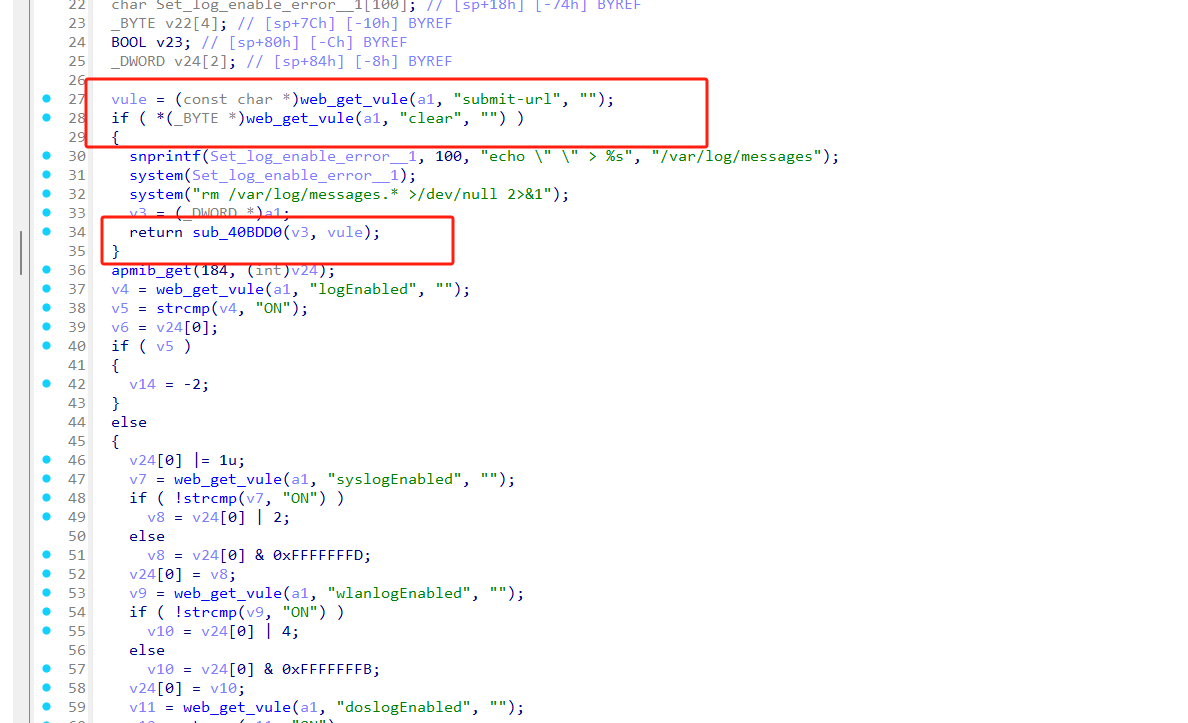 22 char Set_log_enable_error__1[100]; // [sp+18h] [-74h] BYREF
23 _BYTE v22[4]; // [sp+7Ch] [-10h] BYREF
24 BOOL v23; // [sp+80h] [-Ch] BYREF
25 _DWORD v24[2]; // [sp+84h] [-8h] BYREF
26
27 vule = (const char *)web_get_vule(a1, "submit-url", "");
28 if ( *(_BYTE *)web_get_vule(a1, "clear", "") )
29 {
30 snprintf(Set_log_enable_error__1, 100, "echo \" \" > %s", "/var/log/messages");
31 system(Set_log_enable_error__1);
32 system("rm /var/log/messages.* >/dev/null 2>&1");
33 v3 = (_DWORD *)a1;
34 return sub_40BDD0(v3, vule);
35 }
36 apmib_get(184, (int)v24);
37 v4 = web_get_vule(a1, "logEnabled", "");
38 v5 = strcmp(v4, "ON");
39 v6 = v24[0];
40 if ( v5 )
41 {
42 v14 = -2;
43 }
44 else
45 {
46 v24[0] |= 1u;
47 v7 = web_get_vule(a1, "syslogEnabled", "");
48 if ( !strcmp(v7, "ON") )
49 v8 = v24[0] | 2;
50 else
51 v8 = v24[0] & 0xFFFFFFFD;
52 v24[0] = v8;
53 v9 = web_get_vule(a1, "wlanlogEnabled", "");
54 if ( !strcmp(v9, "ON") )
55 v10 = v24[0] | 4;
56 else
57 v10 = v24[0] & 0xFFFFFFFB;
58 v24[0] = v10;
59 v11 = web_get_vule(a1, "doslogEnabled", "");